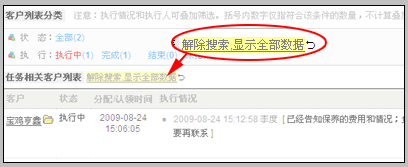 客户列表分类 注意: 执行情况和执行人可叠加筛选。括号内数字仅指符合该条件的数量，不计算叠
状 态: 全部(2)
解除搜索,显示全部数据
执 行: 执行中(1) 完成(1) 结束
任务相关客户列表 解除搜索,显示全部数据
客户 状态 分配/认领时间 执行情况
宝鸡亨鑫 执行中 2009-08-24 15:06:05
2009-08-24 15:12:58 李度 [ 已经告知保养的费用和情况;
要再联系 ]